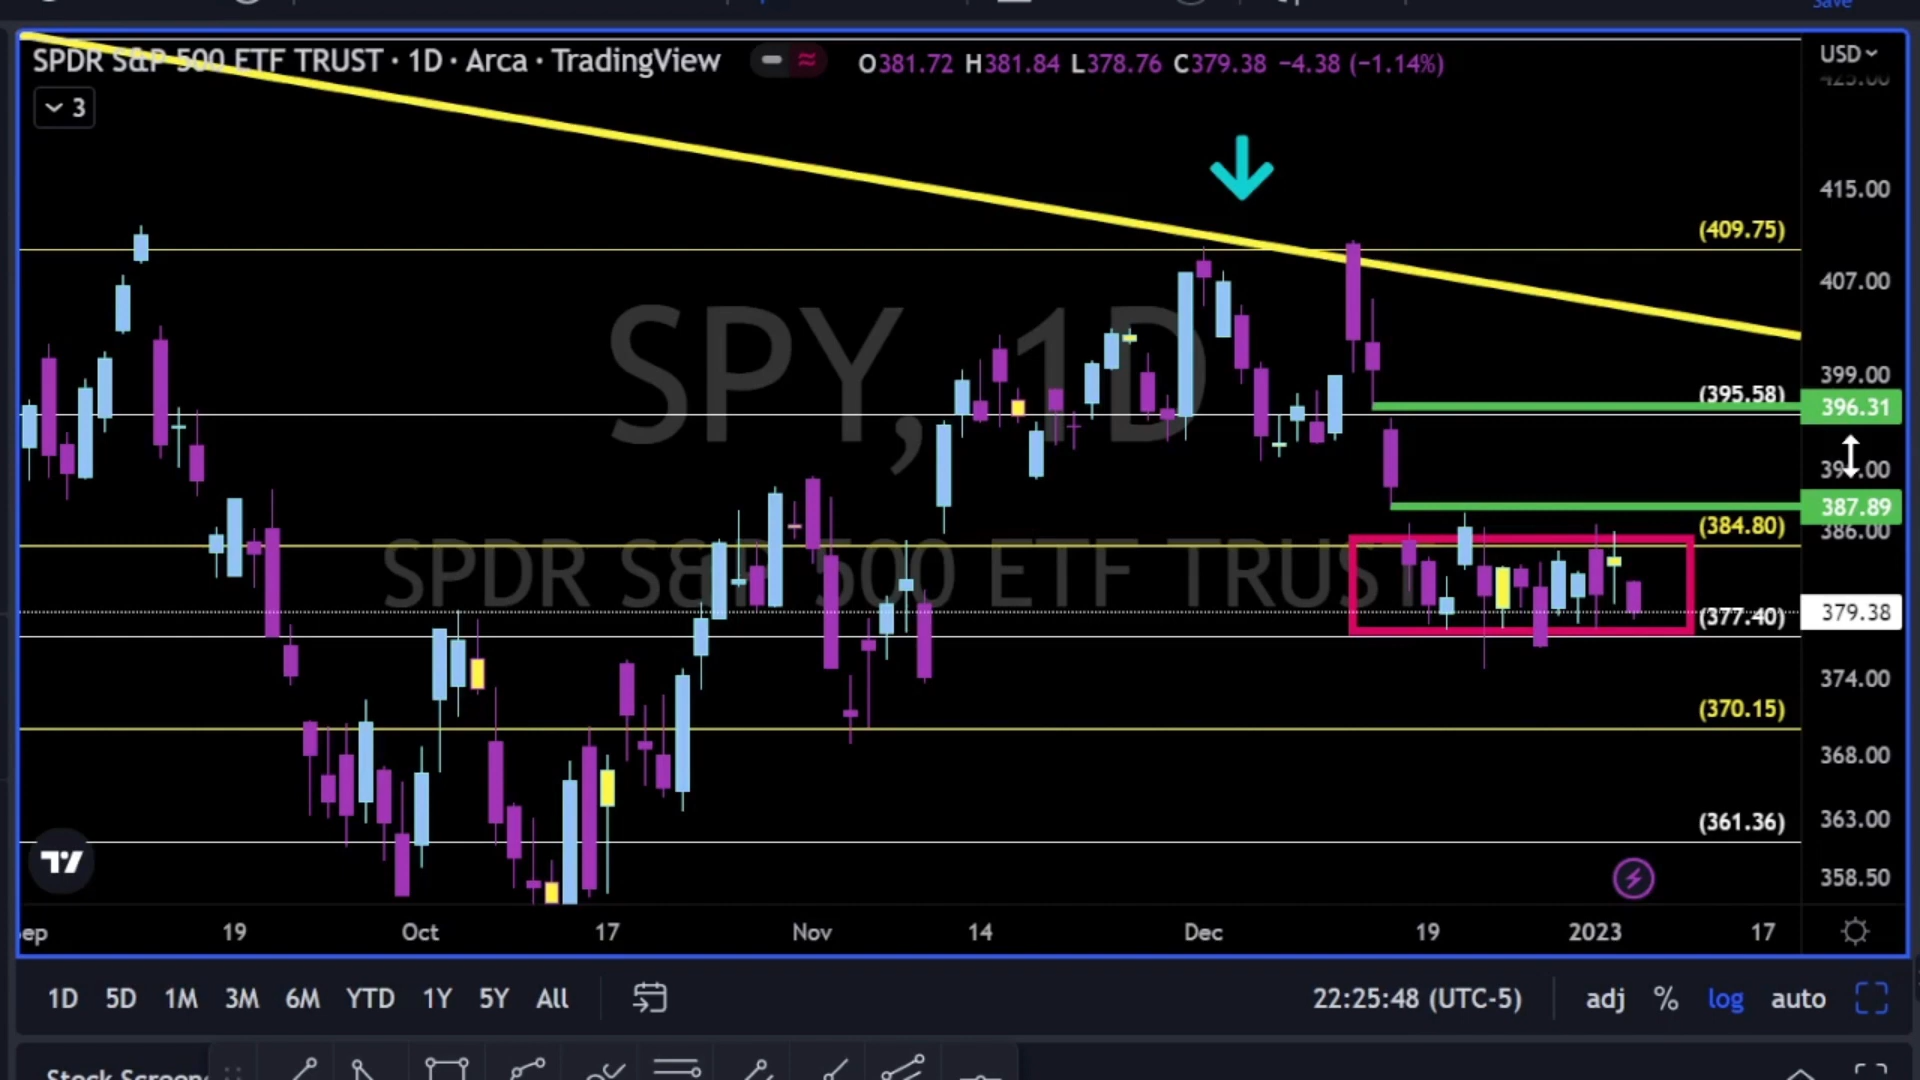 Save
SPDR S&P 500 ETF TRUST · 1D · Arca · TradingView
O381.72 H381.84 L378.76 C379.38 −4.38 (−1.14%)
USD
425.00
3
415.00
(409.75)
407.00
SPY, 1D
399.00
(395.58)
396.31
387.89
386.00
(384.80)
SPDR S&P 500 ETF TRUST
379.38
(377.40)
374.00
(370.15)
368.00
(361.36)
363.00
358.50
19
Oct
17
Nov
14
Dec
19
2023
17
1D 5D 1M 3M 6M YTD 1Y 5Y All
22:25:48 (UTC-5)
adj % log auto
Stock